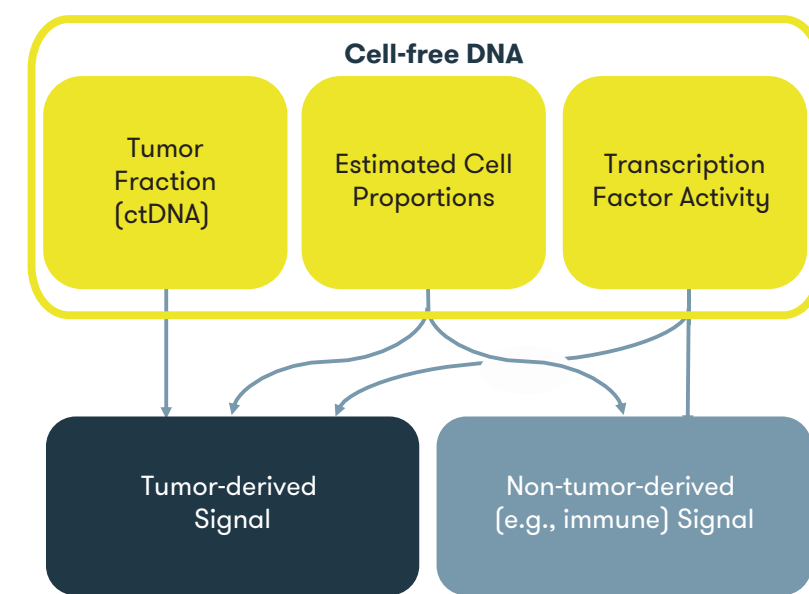 Cell-free DNA
Tumor
Fraction
(ctDNA)
Estimated Cell
Proportions
Transcription
Factor Activity
Tumor-derived
Signal
Non-tumor-derived
(e.g., immune) Signal